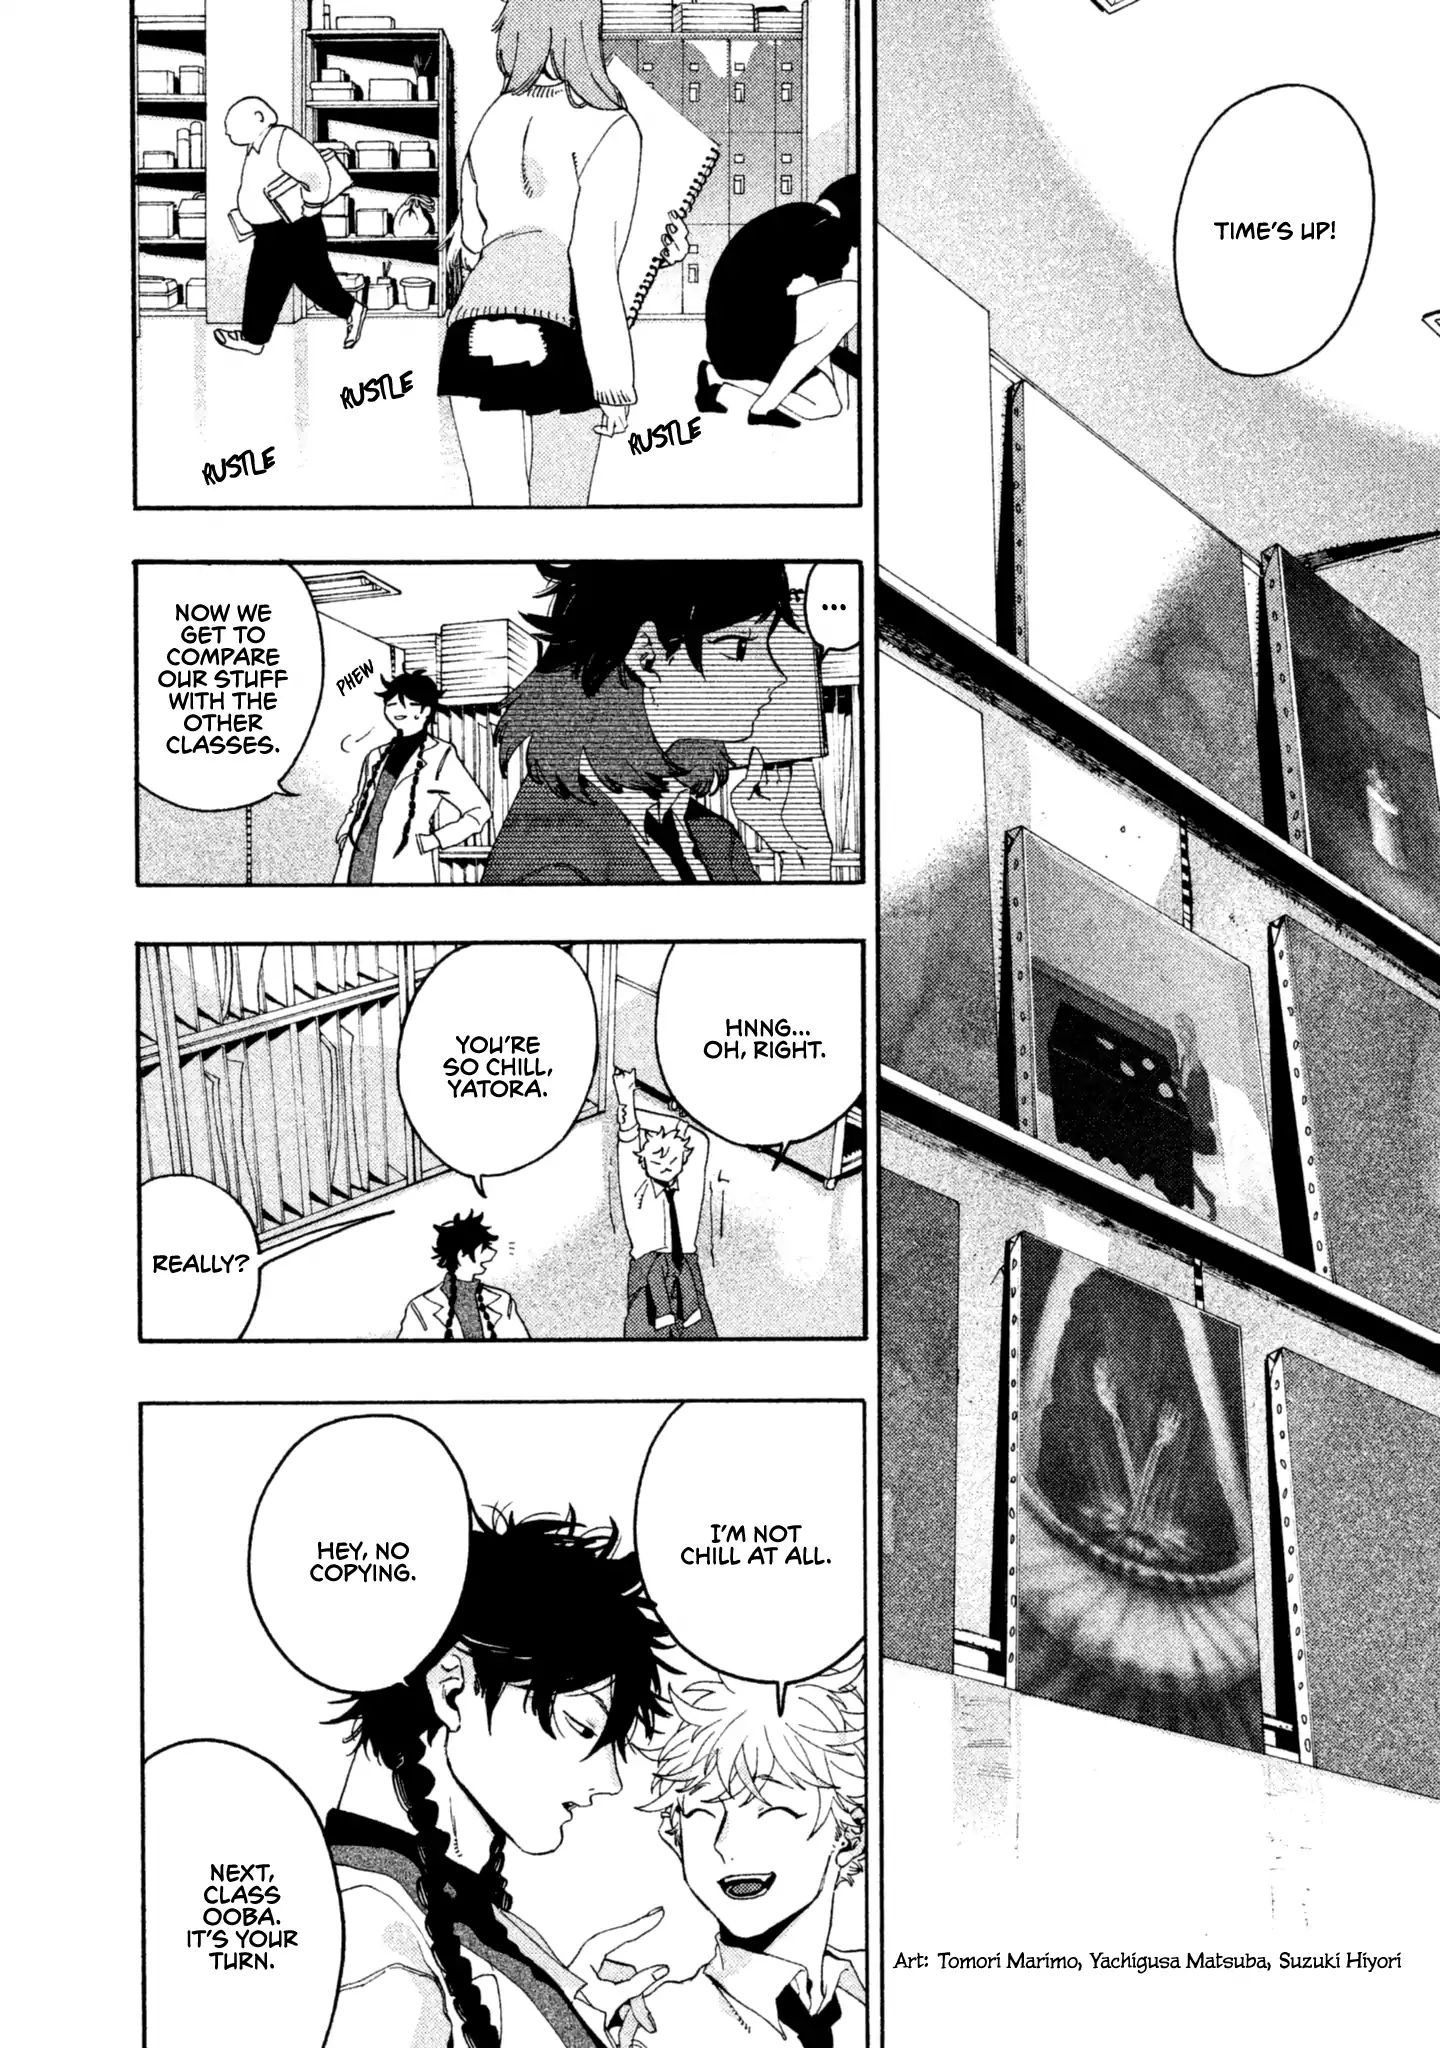 TIME'S UP!
Art: Tomori Marimo, Yachigusa Matsuba, Suzuki Hiyori
RUSTLE
RUSTLE
RUSTLE
...
PHEW
NOW WE
GET TO
COMPARE
OUR STUFF
WITH THE
OTHER
CLASSES.
HNNG...
OH, RIGHT.
YOU'RE
SO CHILL,
YATORA.
REALLY?
I'M NOT
CHILL AT ALL.
HEY, NO
COPYING.
NEXT,
CLASS
OOBA.
IT'S YOUR
TURN.